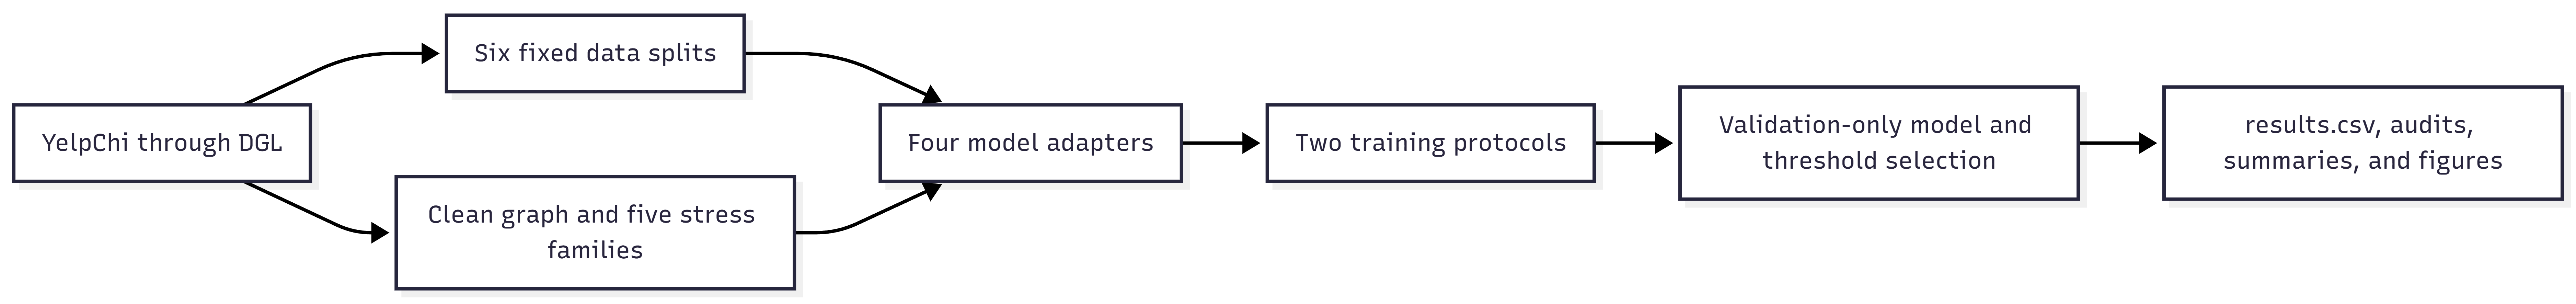 YelpChi through DGL
Six fixed data splits
Clean graph and five stress
families
Four model adapters
Two training protocols
Validation-only model and
threshold selection
results.csv, audits,
summaries, and figures